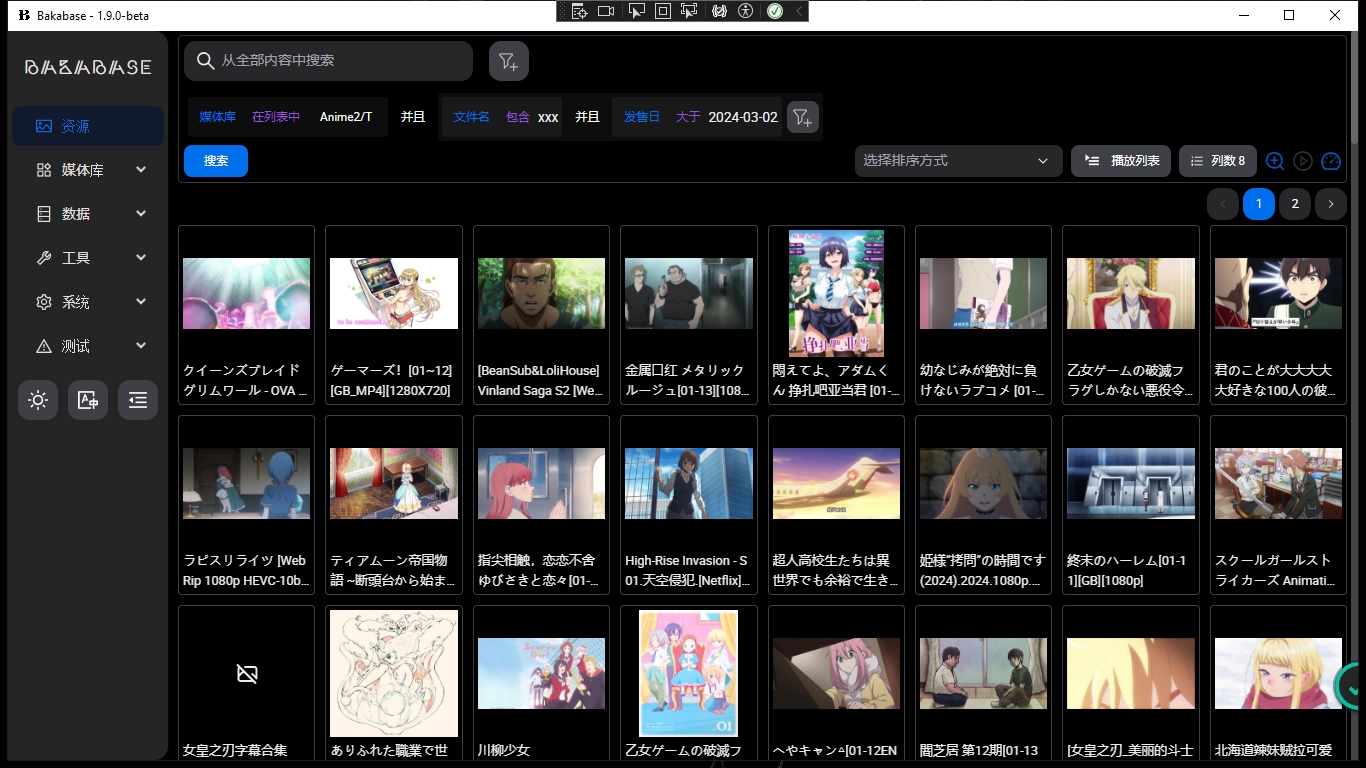 Bakabase - 1.9.0-beta
BAKABASE
资源
媒体库
数据
工具
系统
测试
从全部内容中搜索
媒体库 在列表中 Anime2/T 并且 文件名 包含 xxx 并且 发售日 大于 2024-03-02
搜索
选择排序方式
播放列表
列数 8
1
2
クイーンズブレイド
グリムワール - OVA ...
ゲーマーズ！[01~12]
[GB_MP4][1280X720]
[BeanSub&LoliHouse]
Vinland Saga S2 [We...
金属口红 メタリック
ルージュ[01-13][108...
悶えてよ、アダムく
ん 挣扎吧亚当君 [01-...
幼なじみが絶対に負
けないラブコメ [01-...
乙女ゲームの破滅フ
ラグしかない悪役令...
君のことが大大大大
大好きな100人の彼...
to be continued...
挣扎吧,亚当
ラピスリライツ [Web
Rip 1080p HEVC-10b...
ティアムーン帝国物
語 ~断頭台から始ま...
指尖相触，恋恋不舍
ゆびさきと恋々[01-...
High-Rise Invasion - S
01.天空侵犯.[Netflix]...
超人高校生たちは異
世界でも余裕で生き...
姫様“拷問”の時間です
(2024).2024.1080p....
終末のハーレム[01-1
1][GB][1080p]
スクールガールスト
ライカーズ Animati...
女皇之刃字幕合集
ありふれた職業で世
川柳少女
乙女ゲームの破滅フ
へやキャン△[01-12EN
闇芝居 第12期[01-13
[女皇之刃_美丽的斗士
北海道辣妹贼拉可爱
Senryu
Girl
.01